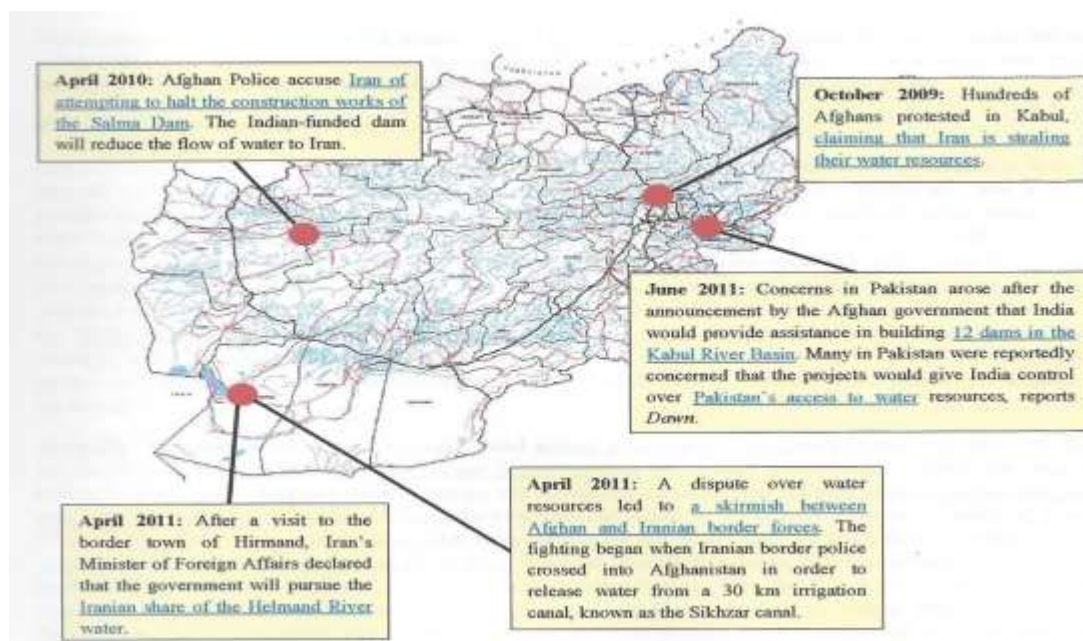 April 2010: Afghan Police accuse Iran of
attempting to halt the construction works of
the Salma Dam. The Indian-funded dam
will reduce the flow of water to Iran.
October 2009: Hundreds of
Afghans protested in Kabul,
claiming that Iran is stealing
their water resources.
June 2011: Concerns in Pakistan arose after the
announcement by the Afghan government that India
would provide assistance in building 12 dams in the
Kabul River Basin. Many in Pakistan were reportedly
concerned that the projects would give India control
over Pakistan's access to water resources, reports
Dawn.
April 2011: After a visit to the
border town of Hirmand, Iran's
Minister of Foreign Affairs declared
that the government will pursue the
Iranian share of the Helmand River
water.
April 2011: A dispute over water
resources led to a skirmish between
Afghan and Iranian border forces. The
fighting began when Iranian border police
crossed into Afghanistan in order to
release water from a 30 km irrigation
canal, known as the Sikhzar canal.